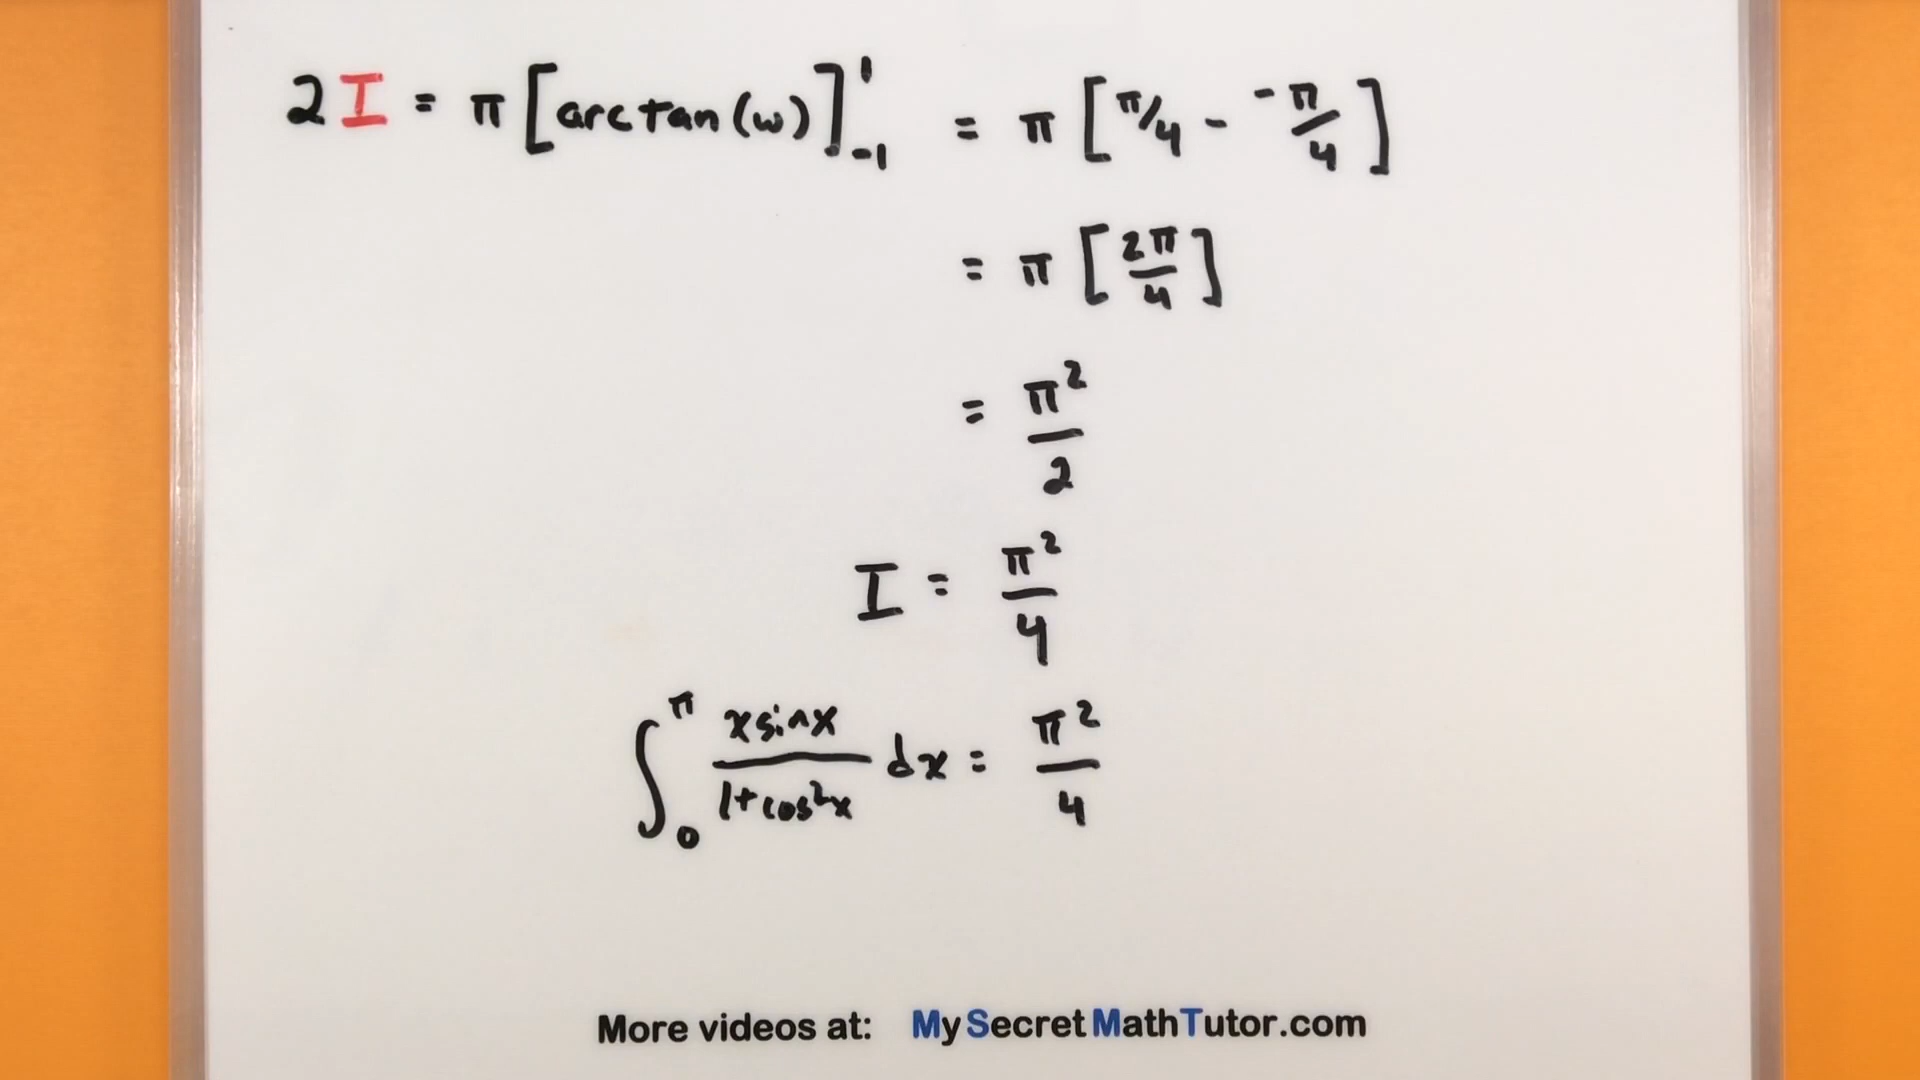 2I = π [arctan(w)]₋₁¹ = π [π/4 - -π/4]
= π [2π/4]
= π²/2
I = π²/4
∫₀^π x sin x / 1+cos²x dx = π²/4
More videos at: MySecretMathTutor.com